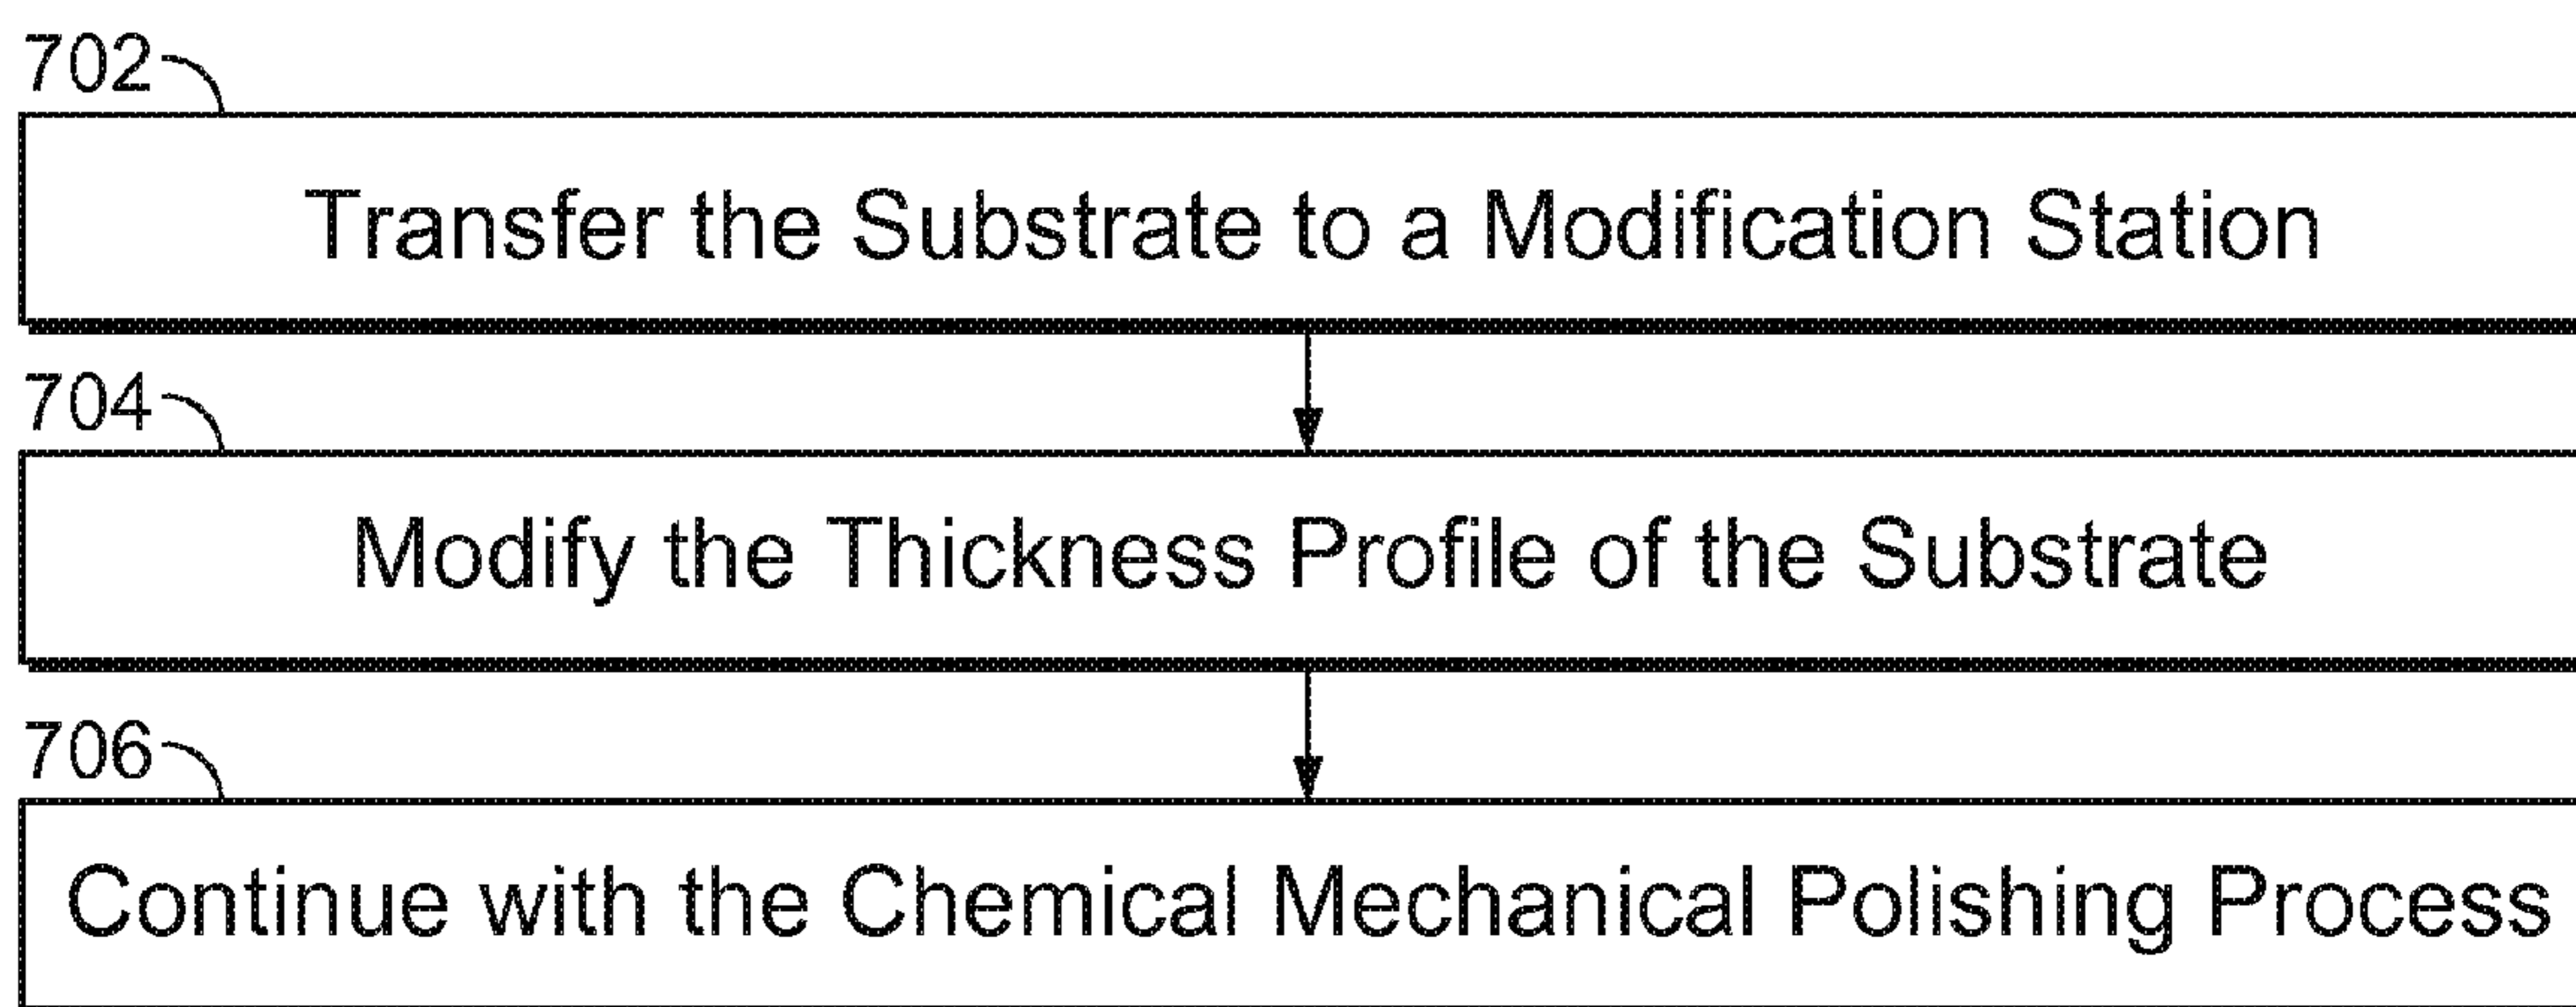 702
Transfer the Substrate to a Modification Station
704
Modify the Thickness Profile of the Substrate
706
Continue with the Chemical Mechanical Polishing Process